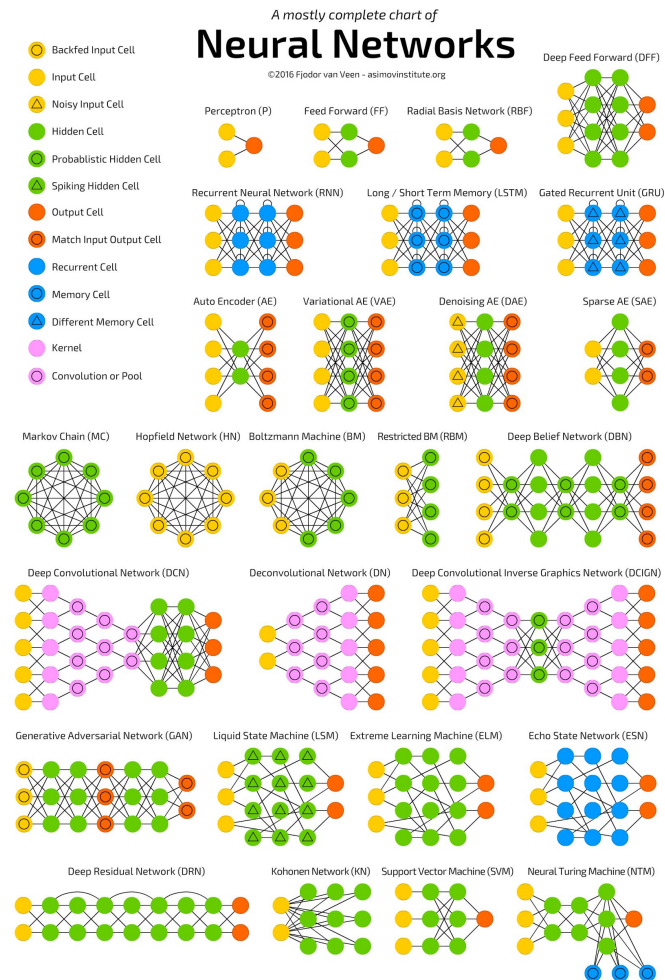 A mostly complete chart of
Neural Networks
©2016 Fjodor van Veen - asimovinstitute.org
Backfed Input Cell
Input Cell
Noisy Input Cell
Hidden Cell
Probablistic Hidden Cell
Spiking Hidden Cell
Output Cell
Match Input Output Cell
Recurrent Cell
Memory Cell
Different Memory Cell
Kernel
Convolution or Pool
Deep Feed Forward (DFF)
Perceptron (P)
Feed Forward (FF)
Radial Basis Network (RBF)
Recurrent Neural Network (RNN)
Long / Short Term Memory (LSTM)
Gated Recurrent Unit (GRU)
Auto Encoder (AE)
Variational AE (VAE)
Denoising AE (DAE)
Sparse AE (SAE)
Markov Chain (MC)
Hopfield Network (HN)
Boltzmann Machine (BM)
Restricted BM (RBM)
Deep Belief Network (DBN)
Deep Convolutional Network (DCN)
Deconvolutional Network (DN)
Deep Convolutional Inverse Graphics Network (DCIGN)
Generative Adversarial Network (GAN)
Liquid State Machine (LSM)
Extreme Learning Machine (ELM)
Echo State Network (ESN)
Deep Residual Network (DRN)
Kohonen Network (KN)
Support Vector Machine (SVM)
Neural Turing Machine (NTM)